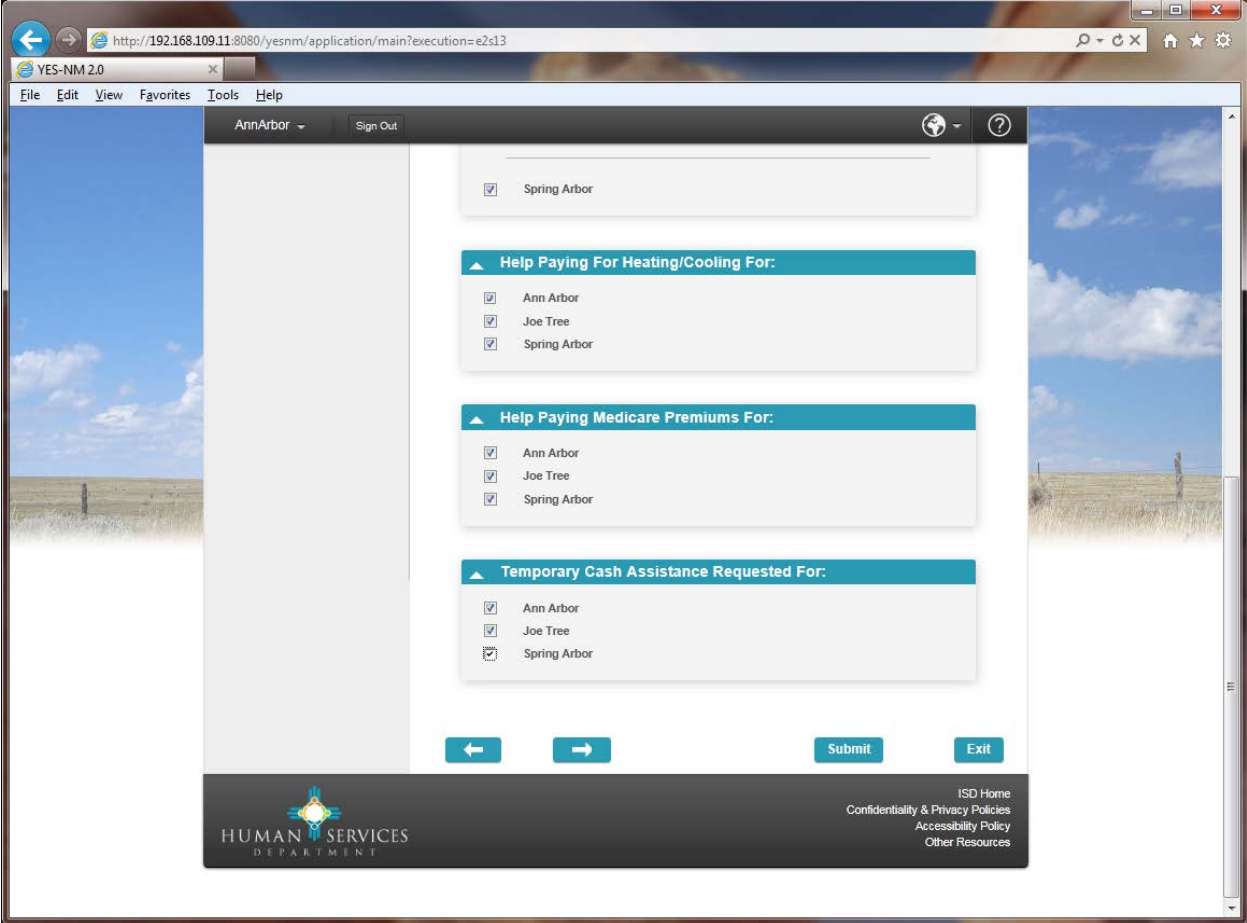 http://192.168.109.11:8080/yesnm/application/main?execution=e2s13
YES-NM 2.0
File Edit View Favorites Tools Help
AnnArbor Sign Out
Spring Arbor
Help Paying For Heating/Cooling For:
Ann Arbor
Joe Tree
Spring Arbor
Help Paying Medicare Premiums For:
Ann Arbor
Joe Tree
Spring Arbor
Temporary Cash Assistance Requested For:
Ann Arbor
Joe Tree
Spring Arbor
Submit Exit
HUMAN SERVICES
DEPARTMENT
ISD Home
Confidentiality & Privacy Policies
Accessibility Policy
Other Resources